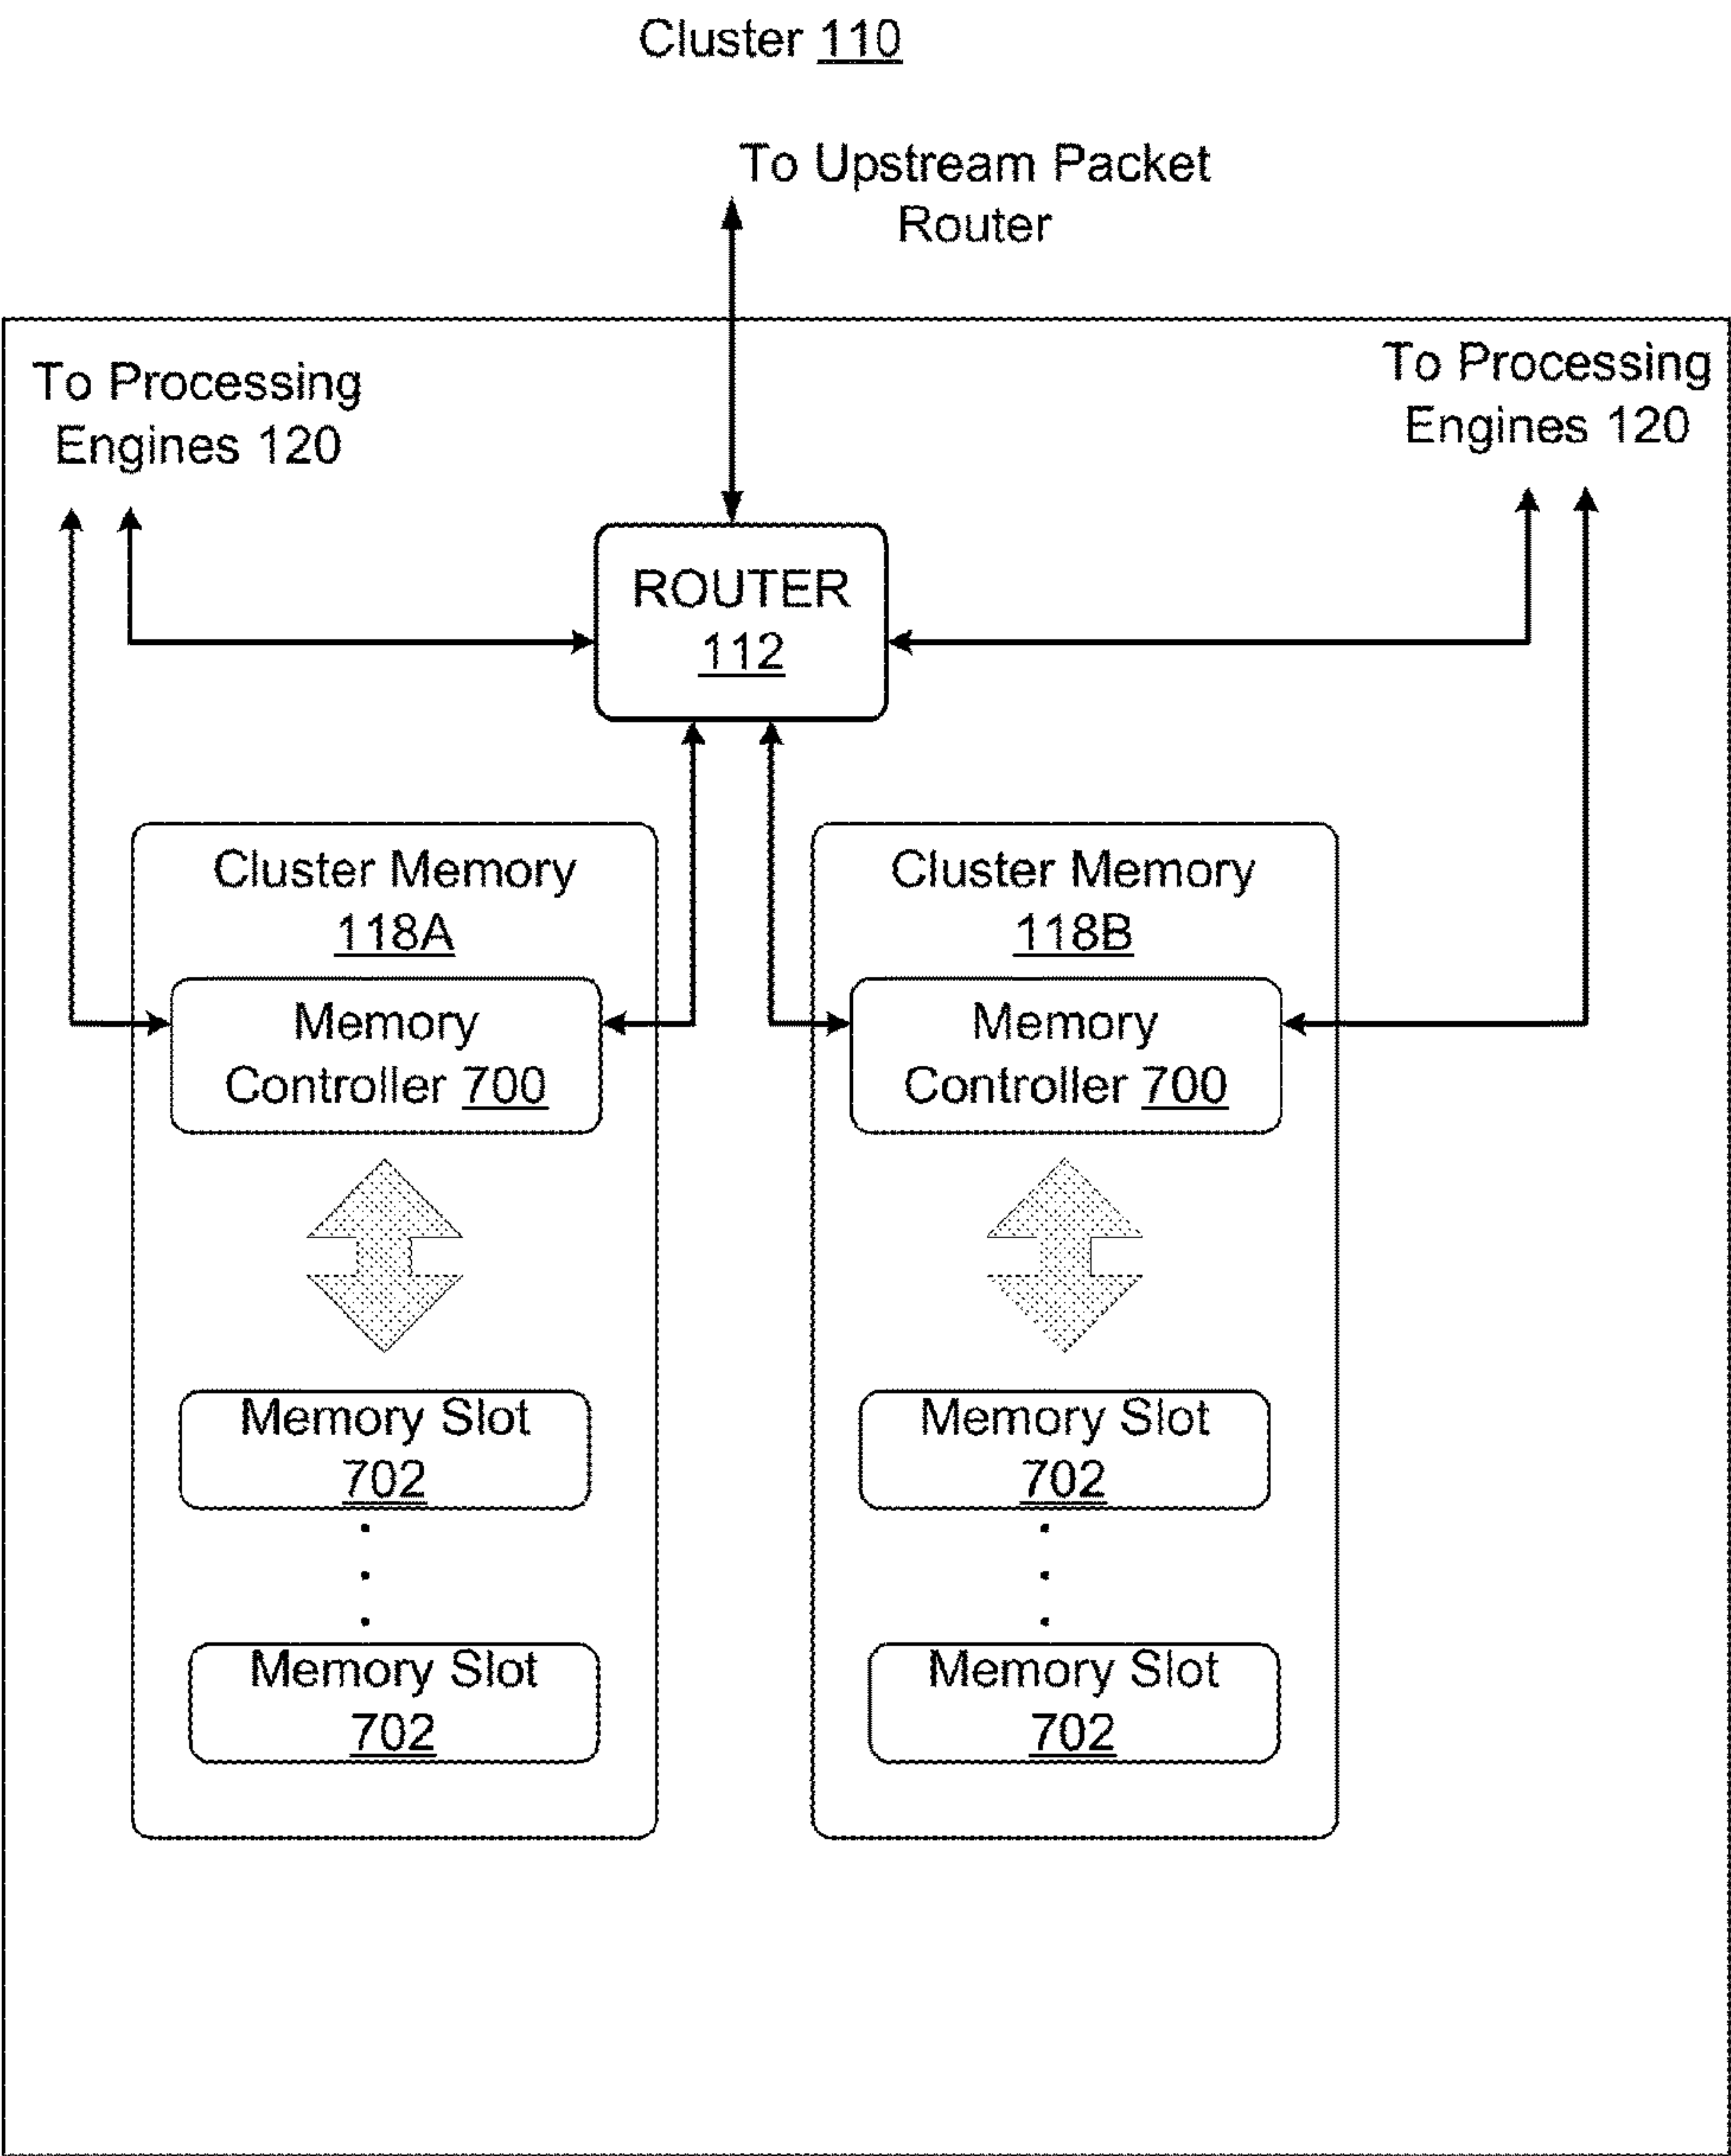 Cluster 110
To Upstream Packet
Router
To Processing
Engines 120
To Processing
Engines 120
ROUTER
112
Cluster Memory
118A
Memory
Controller 700
Memory Slot
702
Memory Slot
702
Cluster Memory
118B
Memory
Controller 700
Memory Slot
702
Memory Slot
702